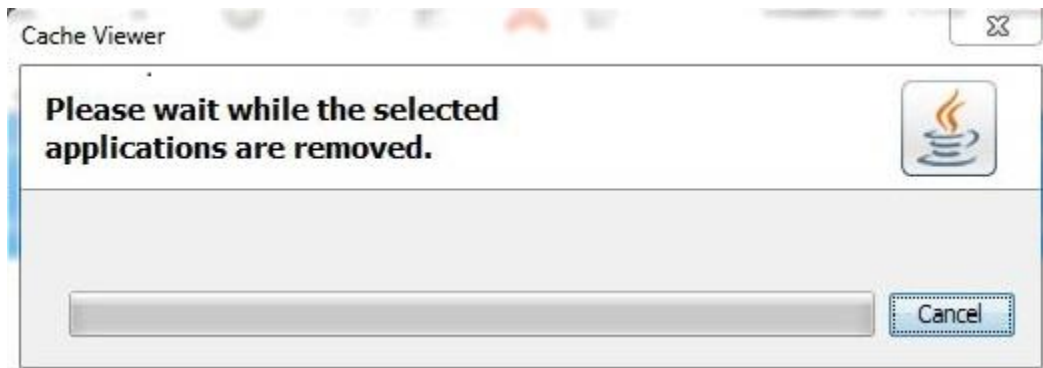 Cache Viewer
Please wait while the selected
applications are removed.
Cancel